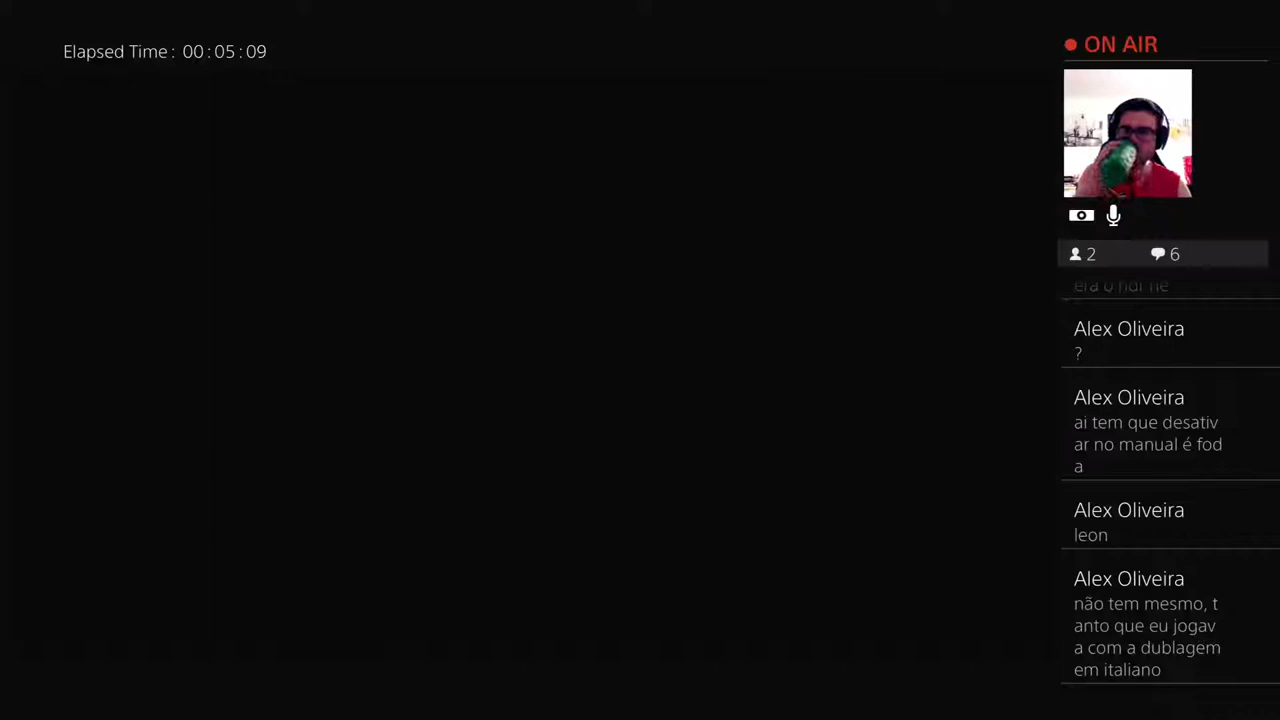 Elapsed Time: 00:05:09
ON AIR
2
6
Alex Oliveira
?
Alex Oliveira
ai tem que desativ
ar no manual é fod
a
Alex Oliveira
leon
Alex Oliveira
não tem mesmo, t
anto que eu jogav
a com a dublagem
em italiano